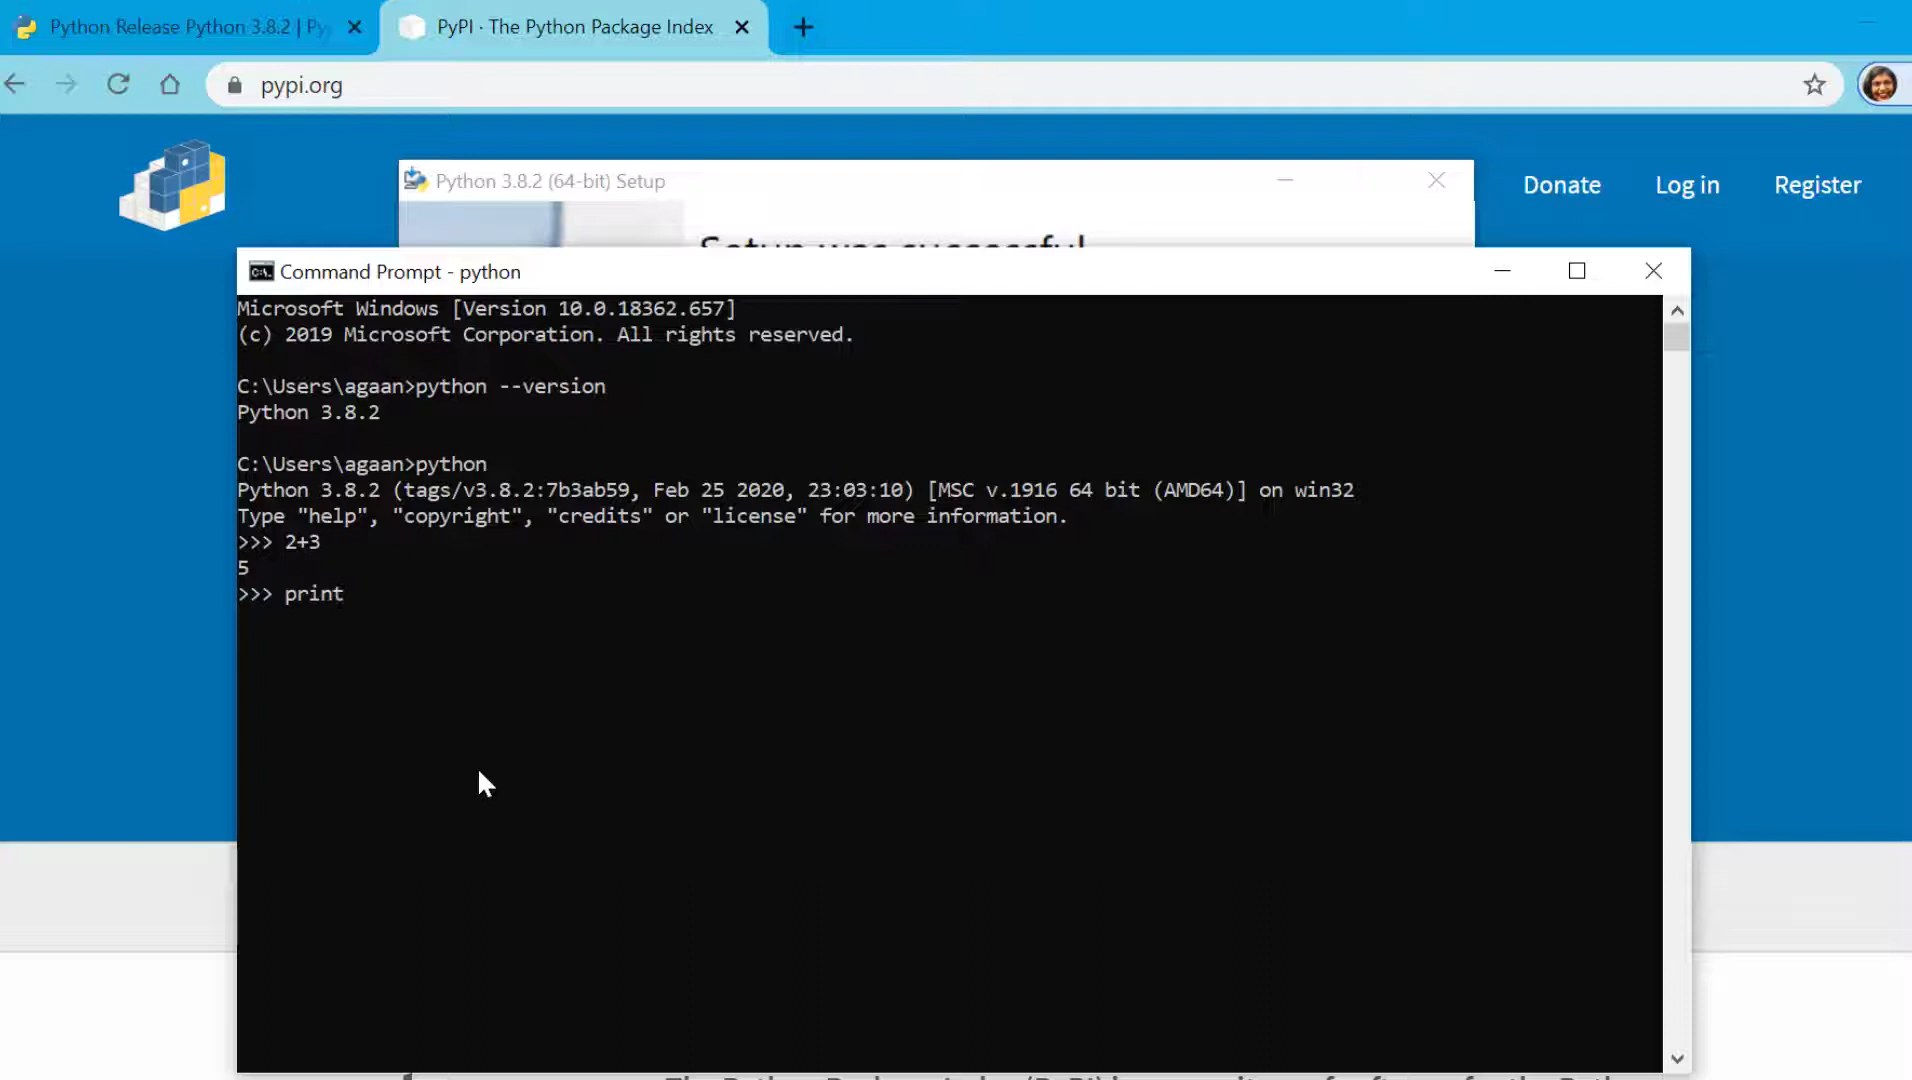 Python Release Python 3.8.2 | Py
PyPI · The Python Package Index
pypi.org
Donate
Log in
Register
Python 3.8.2 (64-bit) Setup
Setup was successful
Command Prompt - python
Microsoft Windows [Version 10.0.18362.657]
(c) 2019 Microsoft Corporation. All rights reserved.
C:\Users\agaan>python --version
Python 3.8.2
C:\Users\agaan>python
Python 3.8.2 (tags/v3.8.2:7b3ab59, Feb 25 2020, 23:03:10) [MSC v.1916 64 bit (AMD64)] on win32
Type "help", "copyright", "credits" or "license" for more information.
>>> 2+3
5
>>> print